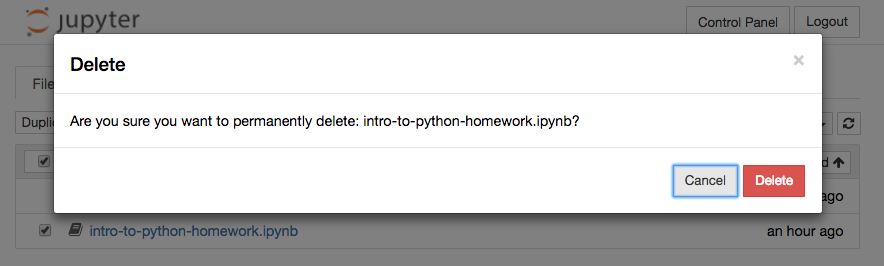 jupyter
Control Panel Logout
Delete ×
File
Are you sure you want to permanently delete: intro-to-python-homework.ipynb?
Cancel Delete
ago
intro-to-python-homework.ipynb an hour ago